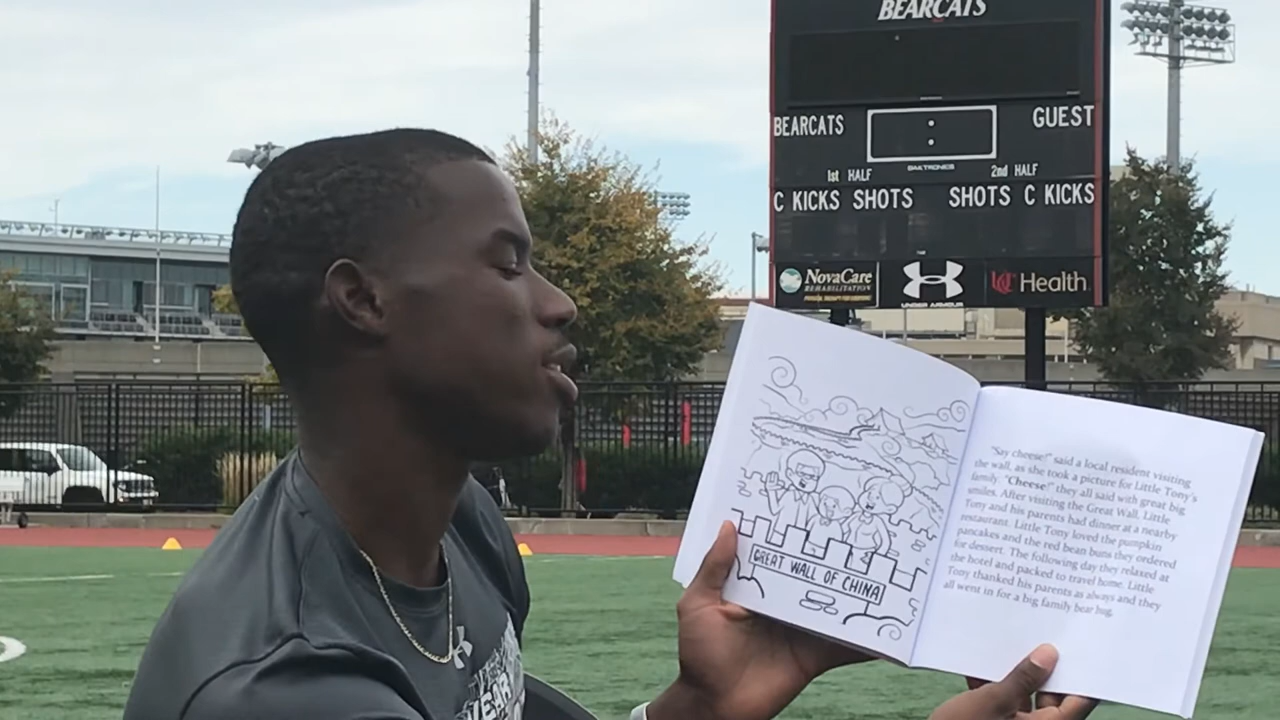 BEARCATS
BEARCATS
GUEST
DAKTRONICS
1st HALF
2nd HALF
C KICKS SHOTS
SHOTS C KICKS
NovaCare
REHABILITATION
UNDER ARMOUR
UC Health
GREAT WALL OF CHINA
"Say cheese!" said a local resident visiting
the wall, as she took a picture for Little Tony's
family. "Cheese!" they all said with great big
smiles. After visiting the Great Wall, Little
Tony and his parents had dinner at a nearby
restaurant. Little Tony loved the pumpkin
pancakes and the red bean buns they ordered
for dessert. The following day they relaxed at
the hotel and packed to travel home. Little
Tony thanked his parents as always and they
all went in for a big family bear hug.